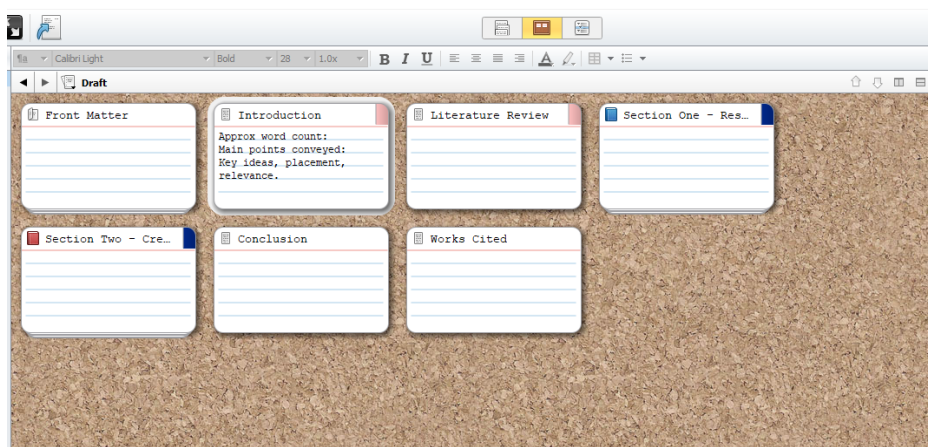 Calibri Light Bold 28 1.0x B I U A
Draft
Front Matter
Introduction
Approx word count:
Main points conveyed:
Key ideas, placement,
relevance.
Literature Review
Section One - Res…
Section Two - Cre…
Conclusion
Works Cited